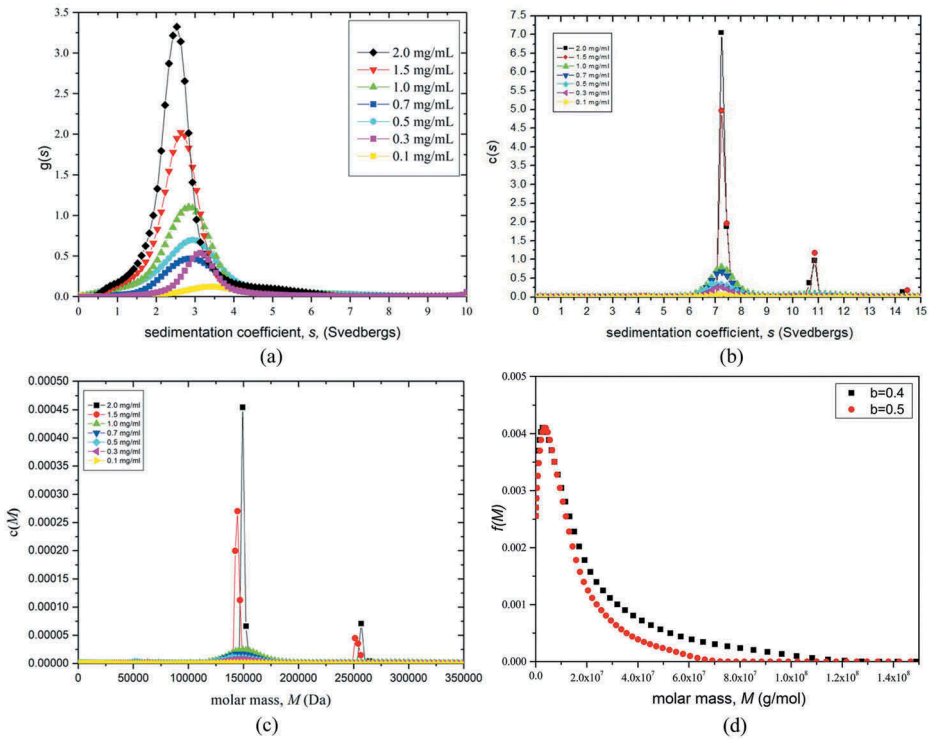 g(s)
3.5
3.0
2.5
2.0
1.5
1.0
0.5
0.0
2.0 mg/mL
1.5 mg/mL
1.0 mg/mL
0.7 mg/mL
0.5 mg/mL
0.3 mg/mL
0.1 mg/mL
0 1 2 3 4 5 6 7 8 9 10
sedimentation coefficient, s, (Svedbergs)
(a)
c(s)
7.5
7.0
6.5
6.0
5.5
5.0
4.5
4.0
3.5
3.0
2.5
2.0
1.5
1.0
0.5
0.0
2.0 mg/ml
1.5 mg/ml
1.0 mg/ml
0.7 mg/ml
0.5 mg/ml
0.3 mg/ml
0.1 mg/ml
0 1 2 3 4 5 6 7 8 9 10 11 12 13 14 15
sedimentation coefficient, s (Svedbergs)
(b)
c(M)
0.00050
0.00045
0.00040
0.00035
0.00030
0.00025
0.00020
0.00015
0.00010
0.00005
0.00000
2.0 mg/ml
1.5 mg/ml
1.0 mg/ml
0.7 mg/ml
0.5 mg/ml
0.3 mg/ml
0.1 mg/ml
0 50000 100000 150000 200000 250000 300000 350000
molar mass, M (Da)
(c)
f(M)
0.005
0.004
0.003
0.002
0.001
0.000
b=0.4
b=0.5
0.0 2.0x10⁷ 4.0x10⁷ 6.0x10⁷ 8.0x10⁷ 1.0x10⁸ 1.2x10⁸ 1.4x10⁸
molar mass, M (g/mol)
(d)